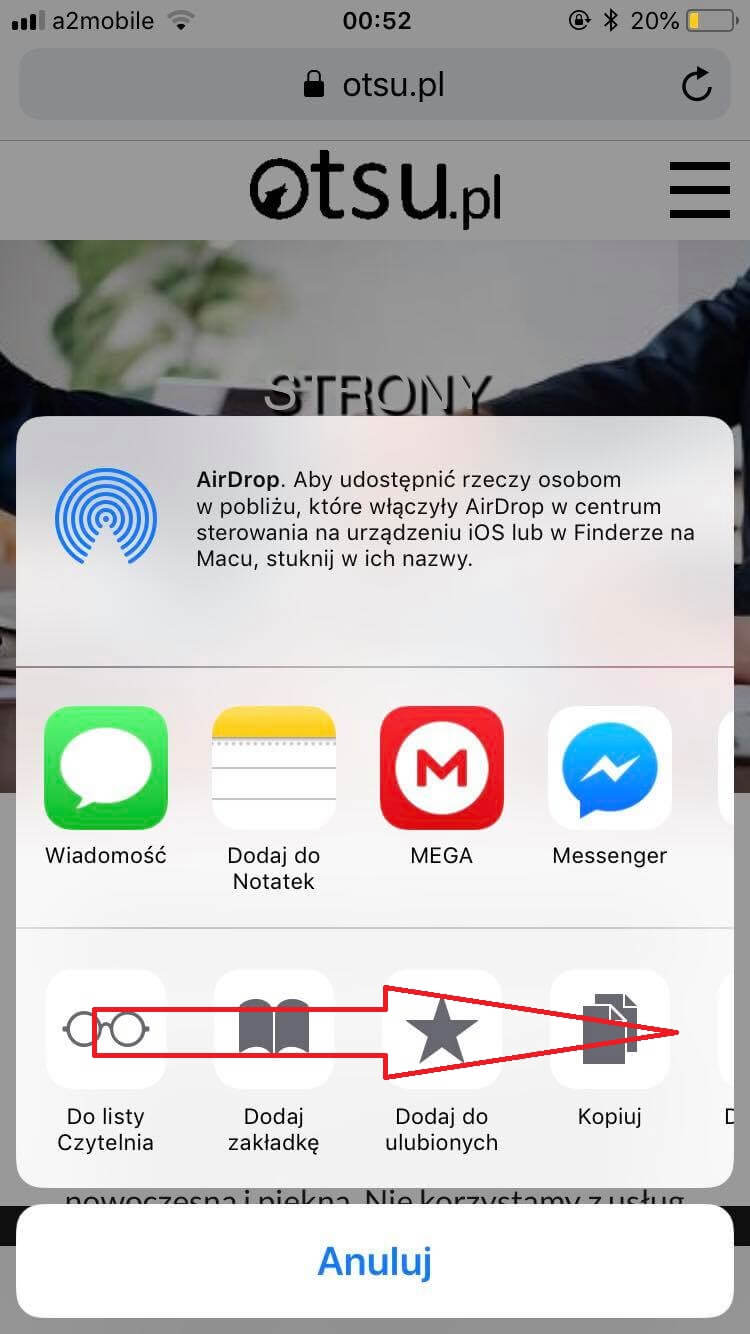 a2mobile 00:52 20%
otsu.pl
otsu.pl
STRONY
AirDrop. Aby udostępnić rzeczy osobom
w pobliżu, które włączyły AirDrop w centrum
sterowania na urządzeniu iOS lub w Finderze na
Macu, stuknij w ich nazwy.
Wiadomość
Dodaj do
Notatek
MEGA
Messenger
Do listy
Czytelnia
Dodaj
zakładkę
Dodaj do
ulubionych
Kopiuj
D
nowoczesna i piękna. Nie korzystamy z usług
Anuluj